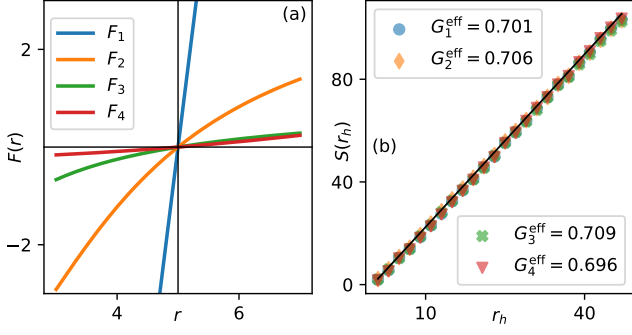 (a)
F₁
F₂
F₃
F₄
2
−2
F(r)
4
r
6
G₁ᵉᶠᶠ = 0.701
G₂ᵉᶠᶠ = 0.706
(b)
G₃ᵉᶠᶠ = 0.709
G₄ᵉᶠᶠ = 0.696
80
40
0
S(rₕ)
10
rₕ
40